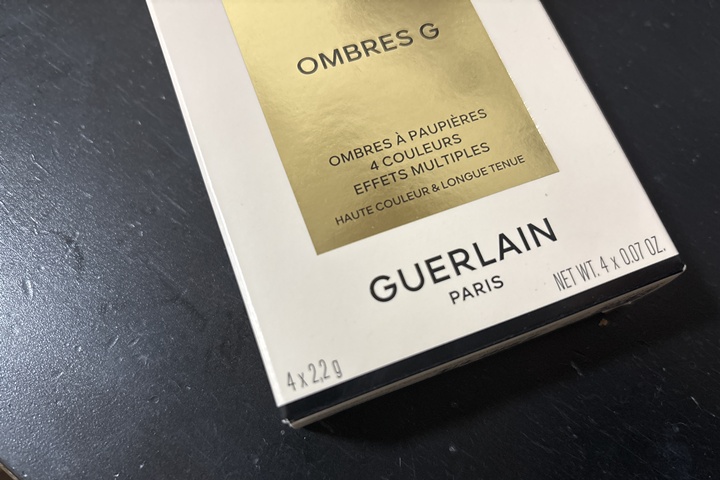 OMBRES G
OMBRES À PAUPIÈRES
4 COULEURS
EFFETS MULTIPLES
HAUTE COULEUR & LONGUE TENUE
GUERLAIN
PARIS
4 x 2,2 g
NET WT. 4 x 0.07 OZ.